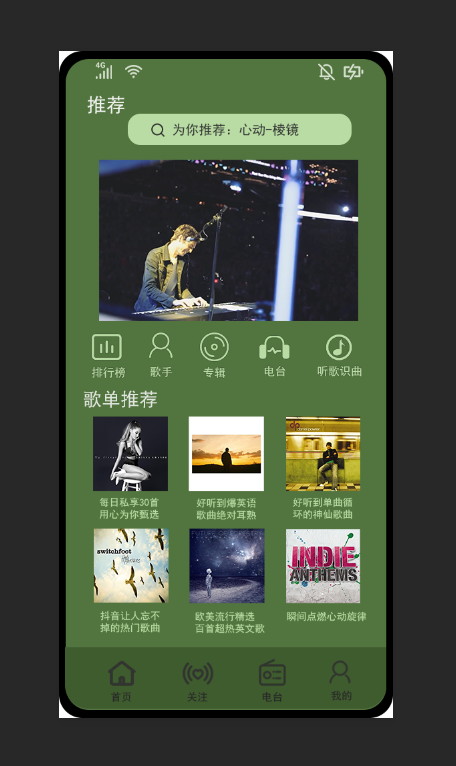 4G
推荐
为你推荐：心动-棱镜
排行榜 歌手 专辑 电台 听歌识曲
歌单推荐
每日私享30首
用心为你甄选
好听到爆英语
歌曲绝对耳熟
好听到单曲循
环的神仙歌曲
switchfoot
INDIE
ANTHEMS
抖音让人忘不
掉的热门歌曲
欧美流行精选
百首超热英文歌
瞬间点燃心动旋律
首页 关注 电台 我的